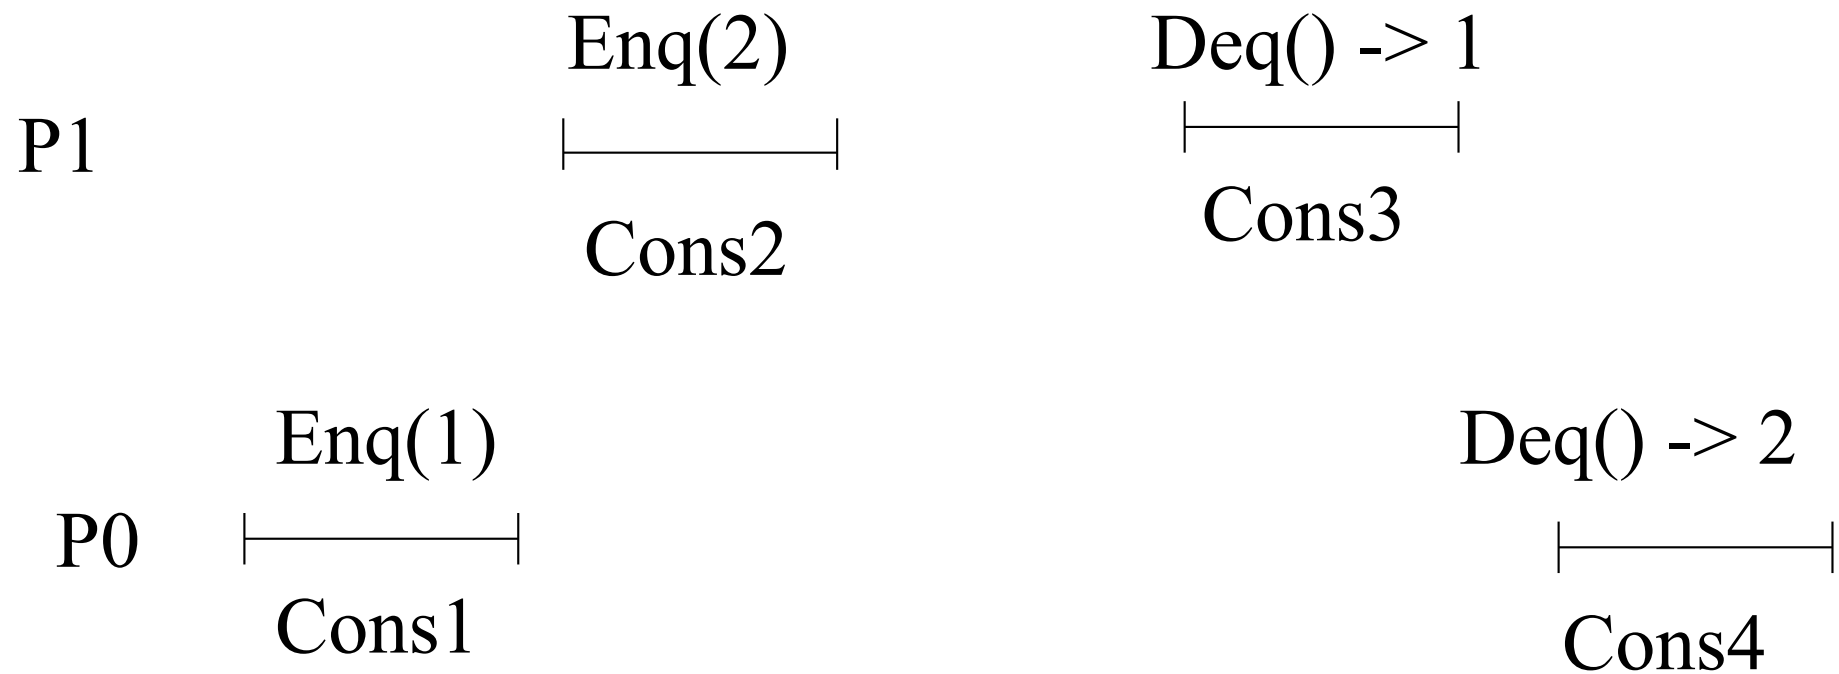 Enq(2)
Deq() -> 1
P1
Cons2
Cons3
Enq(1)
Deq() -> 2
P0
Cons1
Cons4